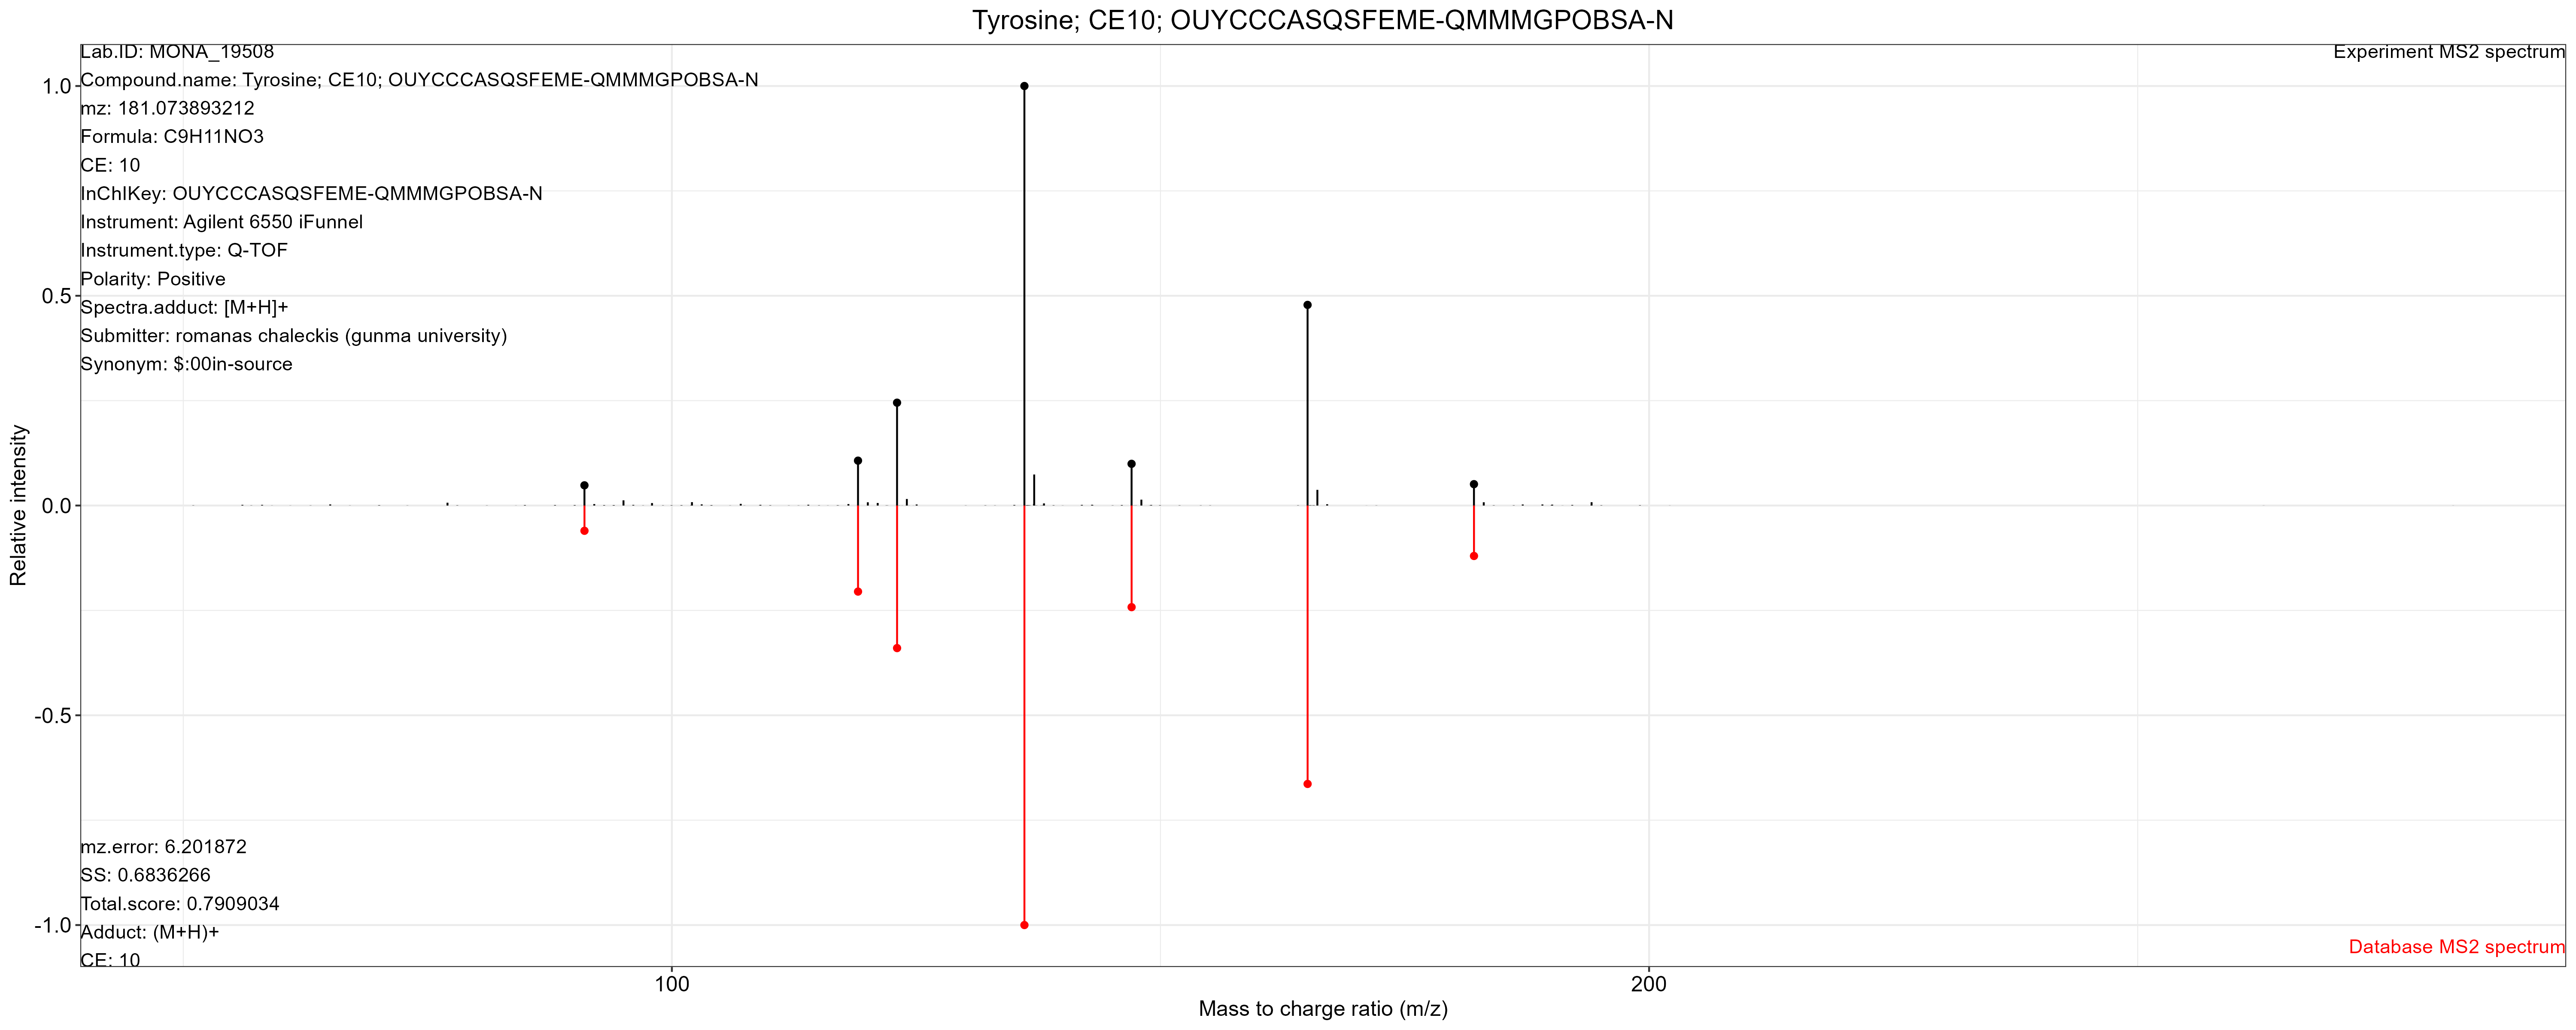 Tyrosine; CE10; OUYCCCASQSFEME-QMMMGPOBSA-N
Lab.ID: MONA_19508
Experiment MS2 spectrum
Compound.name: Tyrosine; CE10; OUYCCCASQSFEME-QMMMGPOBSA-N
mz: 181.073893212
Formula: C9H11NO3
CE: 10
InChIKey: OUYCCCASQSFEME-QMMMGPOBSA-N
Instrument: Agilent 6550 iFunnel
Instrument.type: Q-TOF
Polarity: Positive
Spectra.adduct: [M+H]+
Submitter: romanas chaleckis (gunma university)
Synonym: $:00in-source
1.0
0.5
0.0
-0.5
-1.0
Relative intensity
mz.error: 6.201872
SS: 0.6836266
Total.score: 0.7909034
Adduct: (M+H)+
CE: 10
Database MS2 spectrum
100
200
Mass to charge ratio (m/z)